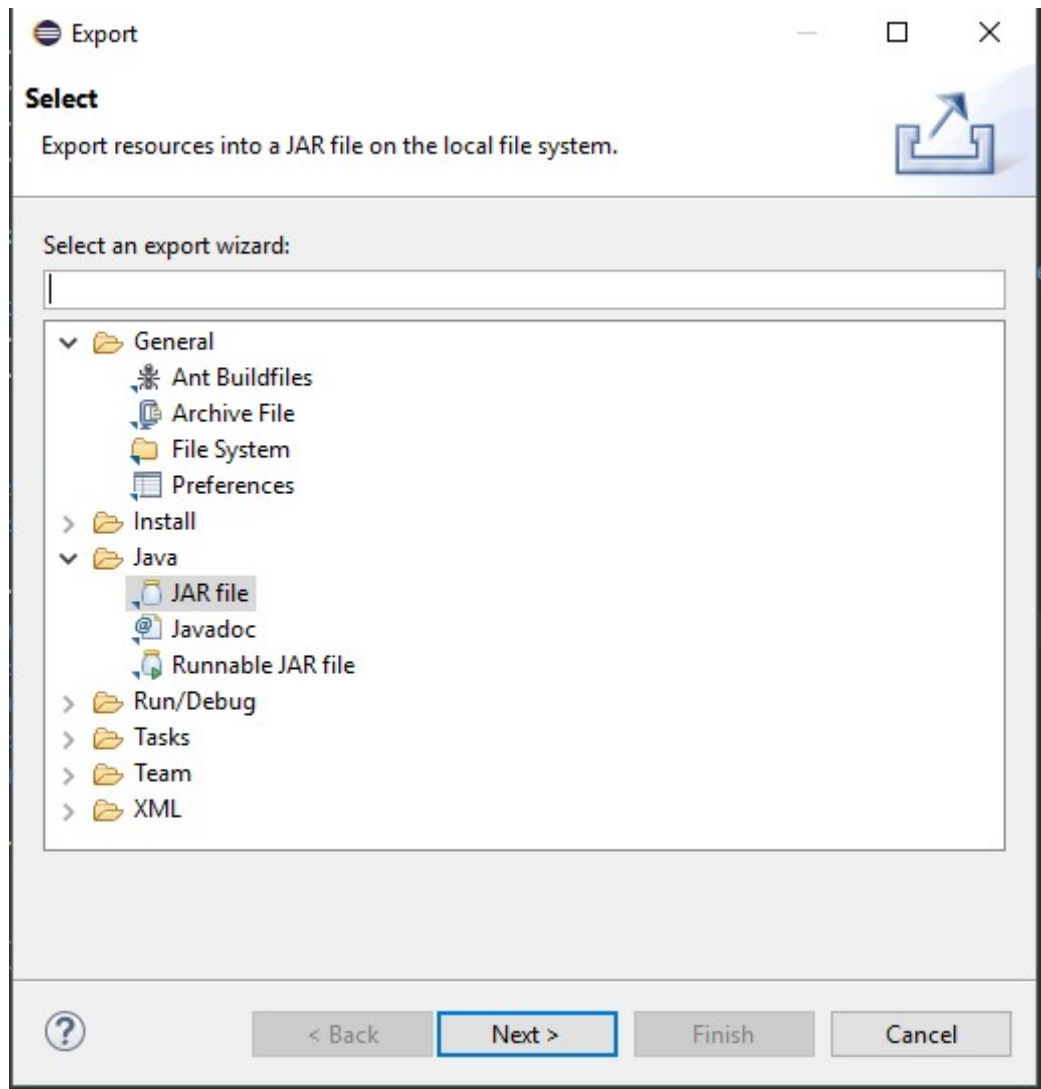 Export
Select
Export resources into a JAR file on the local file system.
Select an export wizard:
General
Ant Buildfiles
Archive File
File System
Preferences
Install
Java
JAR file
Javadoc
Runnable JAR file
Run/Debug
Tasks
Team
XML
< Back Next > Finish Cancel